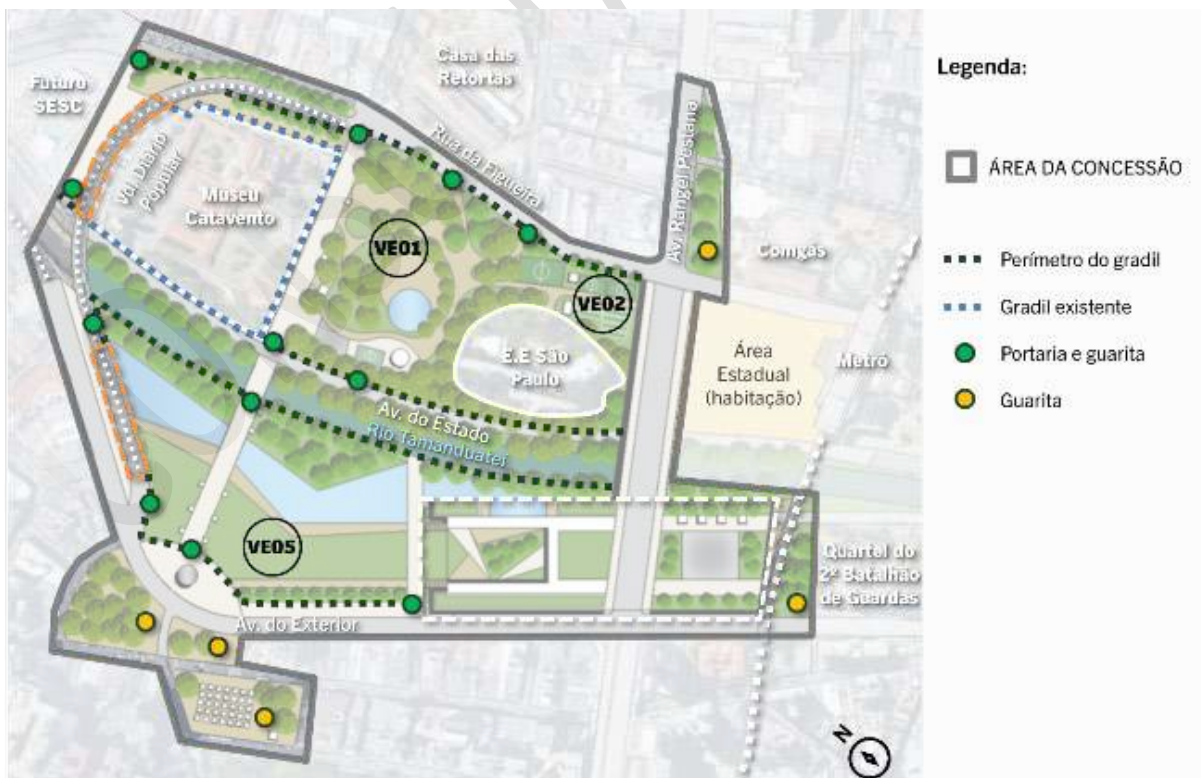 Casa das
Retortas
Futuro
SESC
Rua da Figueira
Av. Rangel Pestana
Via. Diário
Popular
Museu
Catavento
VE01
VE02
Comgás
E.E São
Paulo
Área
Estadual
(habitação)
Metrô
Av. do Estado
Rio Tamanduateí
VE05
Quartel do
2º Batalhão
de Guardas
Av. do Exterior
N
Legenda:
ÁREA DA CONCESSÃO
Perímetro do gradil
Gradil existente
Portaria e guarita
Guarita